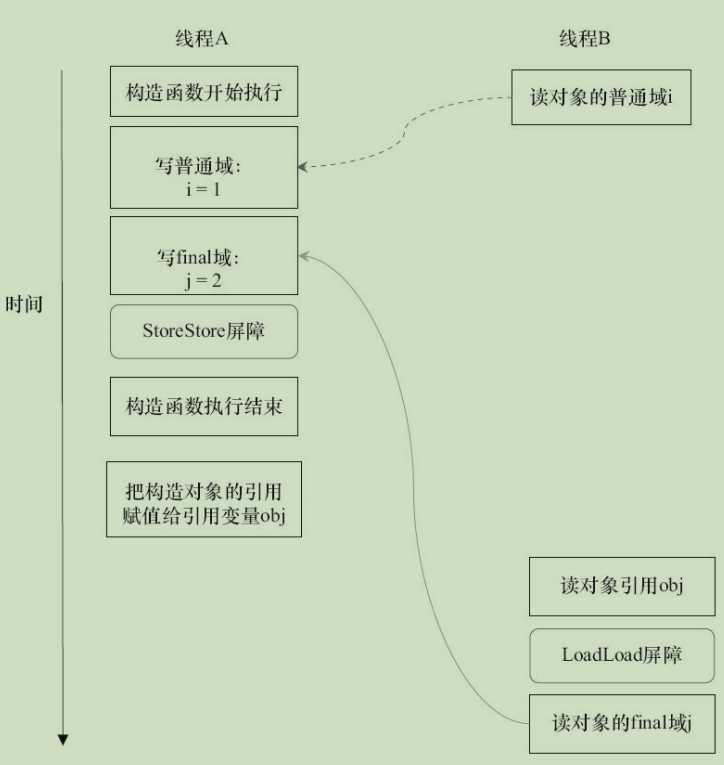 线程A
线程B
构造函数开始执行
读对象的普通域i
写普通域：
i = 1
写final域：
j = 2
时间
StoreStore屏障
构造函数执行结束
把构造对象的引用
赋值给引用变量obj
读对象引用obj
LoadLoad屏障
读对象的final域j